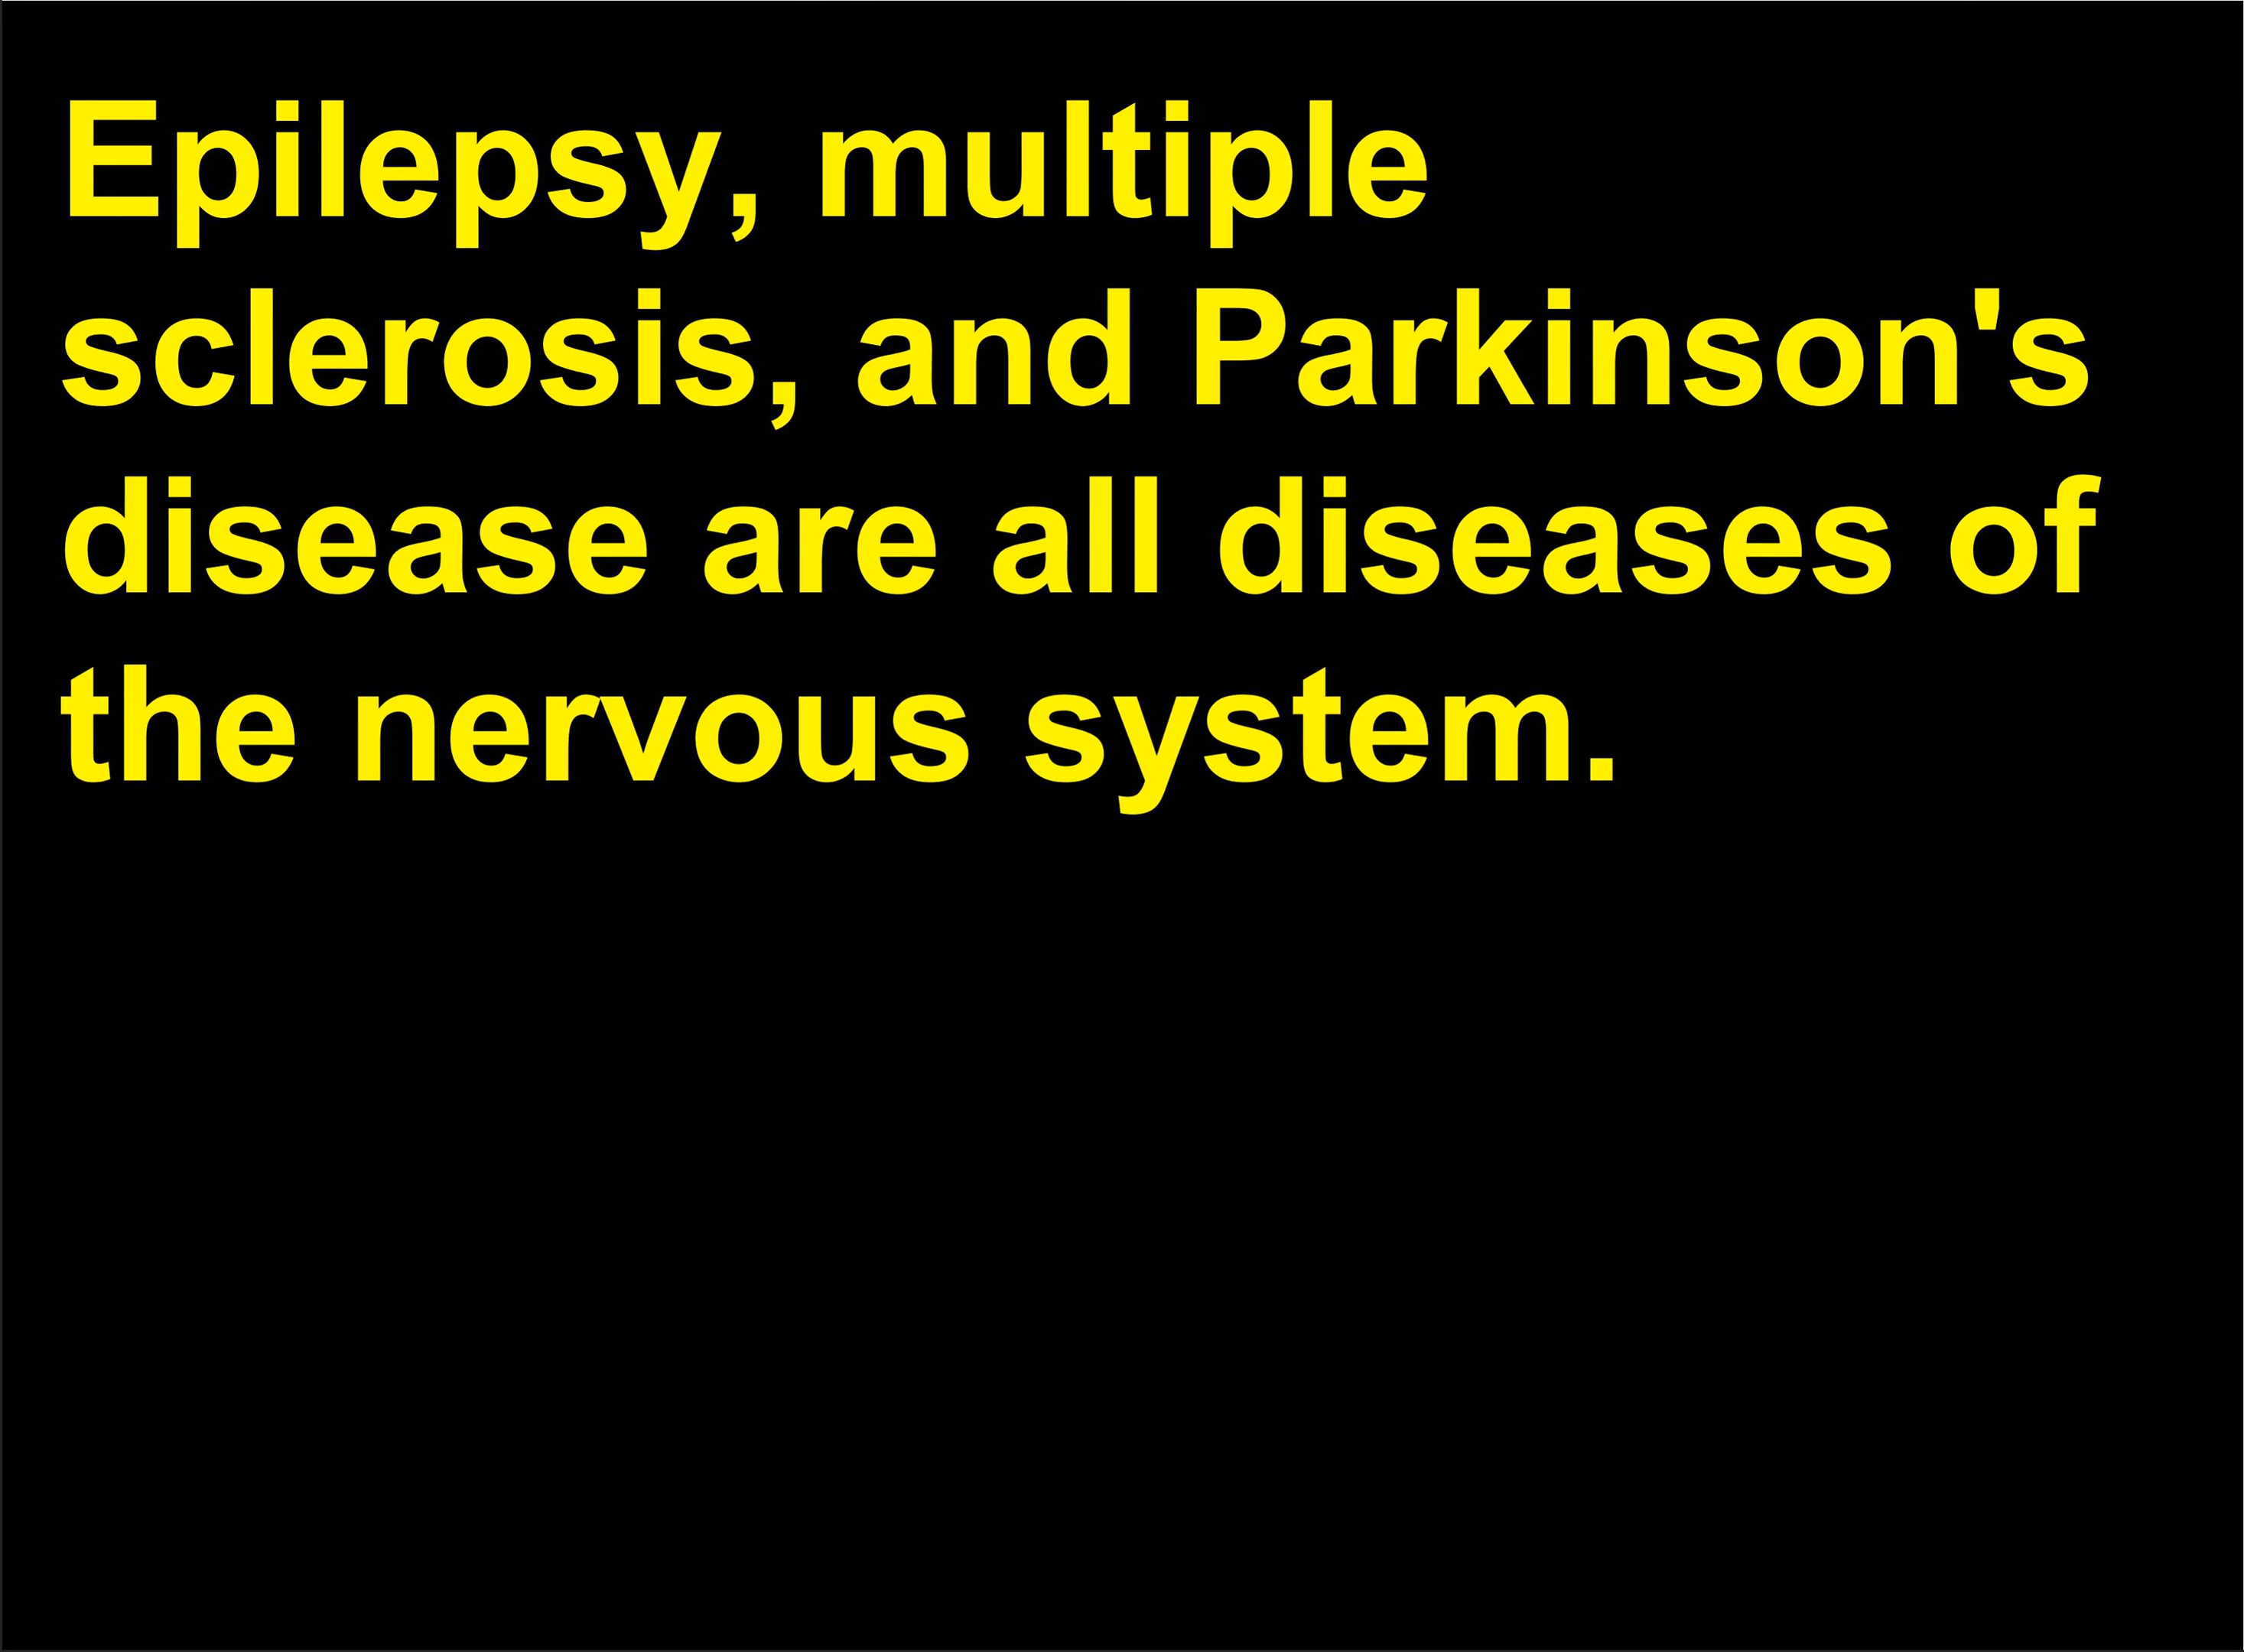 Epilepsy, multiple
sclerosis, and Parkinson's
disease are all diseases of
the nervous system.